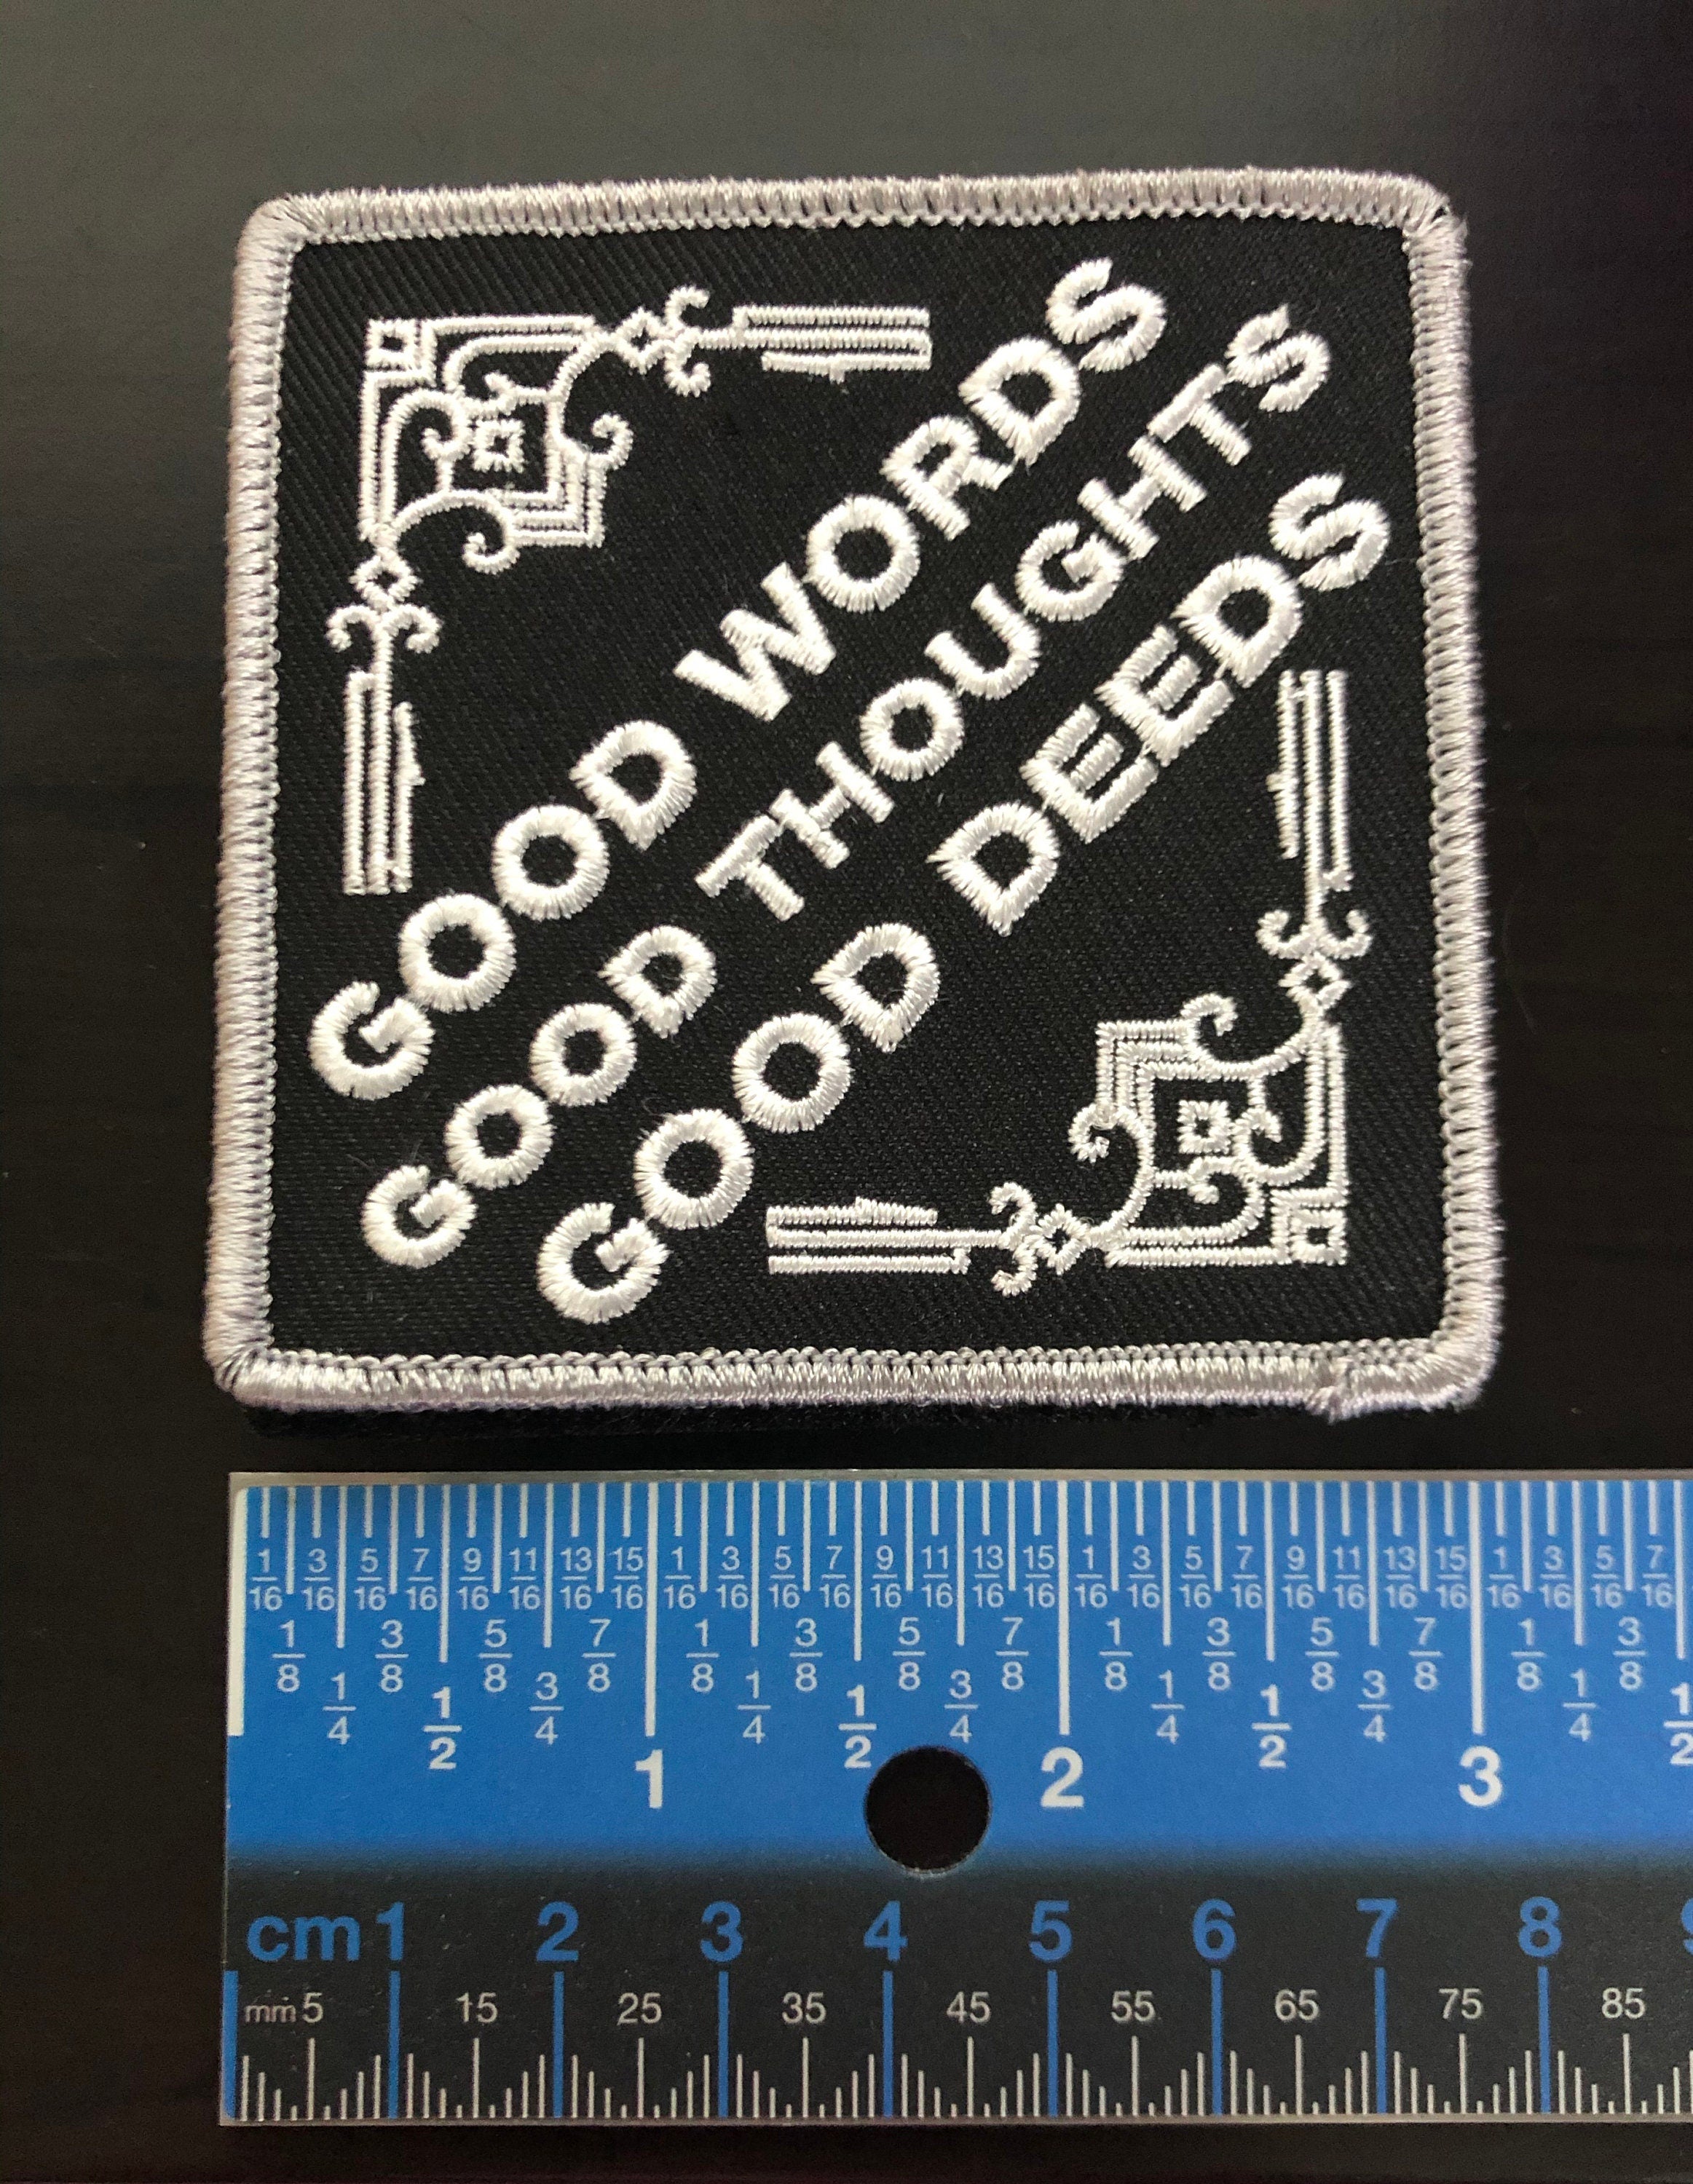 GOOD WORDS
GOOD THOUGHTS
GOOD DEEDS
1/16 3/16 5/16 7/16 9/16 11/16 13/16 15/16 1/16 3/16 5/16 7/16 9/16 11/16 13/16 15/16 1/16 3/16 5/16 7/16 9/16 11/16 13/16 15/16 1/16 3/16 5/16 7/16
1/8 3/8 5/8 7/8 1/8 3/8 5/8 7/8 1/8 3/8 5/8 7/8 1/8 3/8
1/4 1/2 3/4 1/4 1/2 3/4 1/4 1/2 3/4 1/4 1/2
1 2 3
cm 1 2 3 4 5 6 7 8
mm 5 15 25 35 45 55 65 75 85